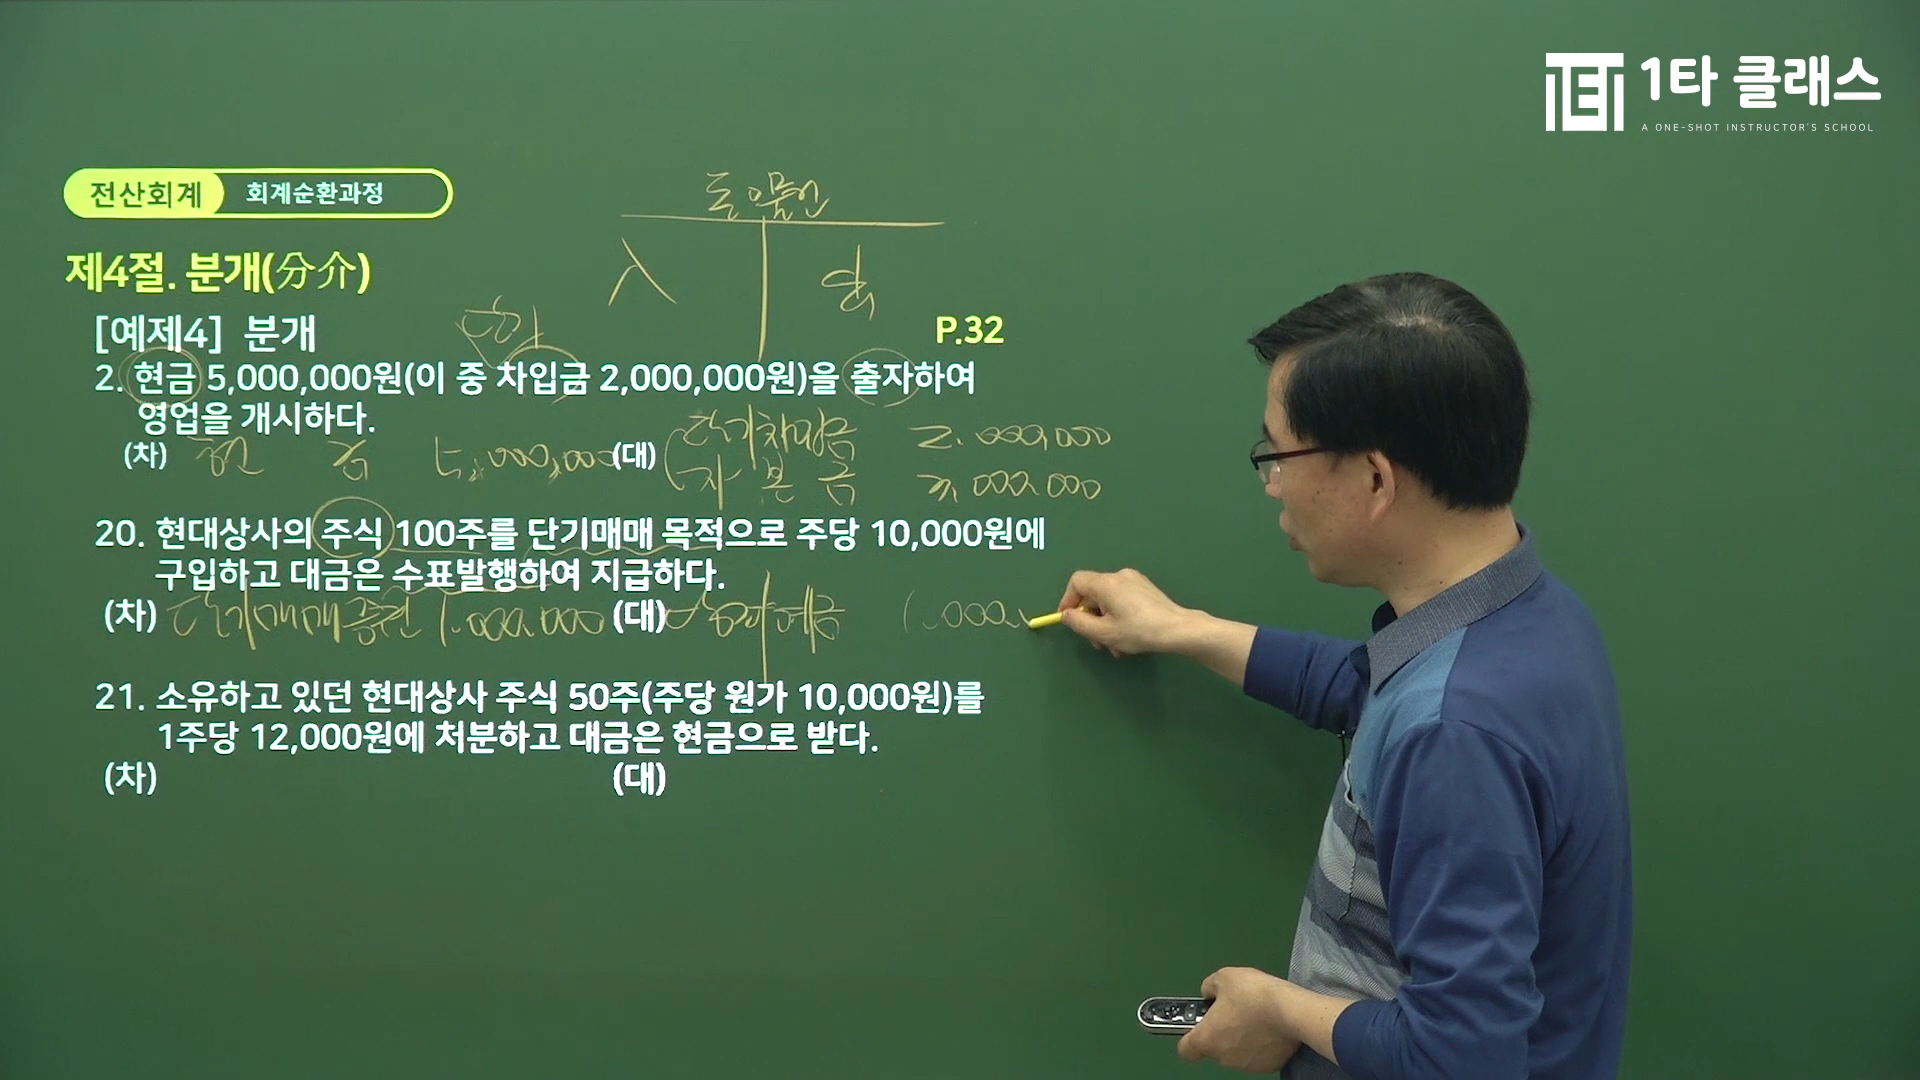 1타 클래스
A ONE-SHOT INSTRUCTOR'S SCHOOL
전산회계 회계순환과정
제4절. 분개(分介)
[예제4] 분개
P.32
2. 현금 5,000,000원(이 중 차입금 2,000,000원)을 출자하여
영업을 개시하다.
(차) 현 금 5,000,000 (대) 단기차입금 2.000,000
자 본 금 3,000,000
20. 현대상사의 주식 100주를 단기매매 목적으로 주당 10,000원에
구입하고 대금은 수표발행하여 지급하다.
(차) 단기매매증권 1.000.000 (대) 당좌예금 1.000
21. 소유하고 있던 현대상사 주식 50주(주당 원가 10,000원)를
1주당 12,000원에 처분하고 대금은 현금으로 받다.
(차) (대)